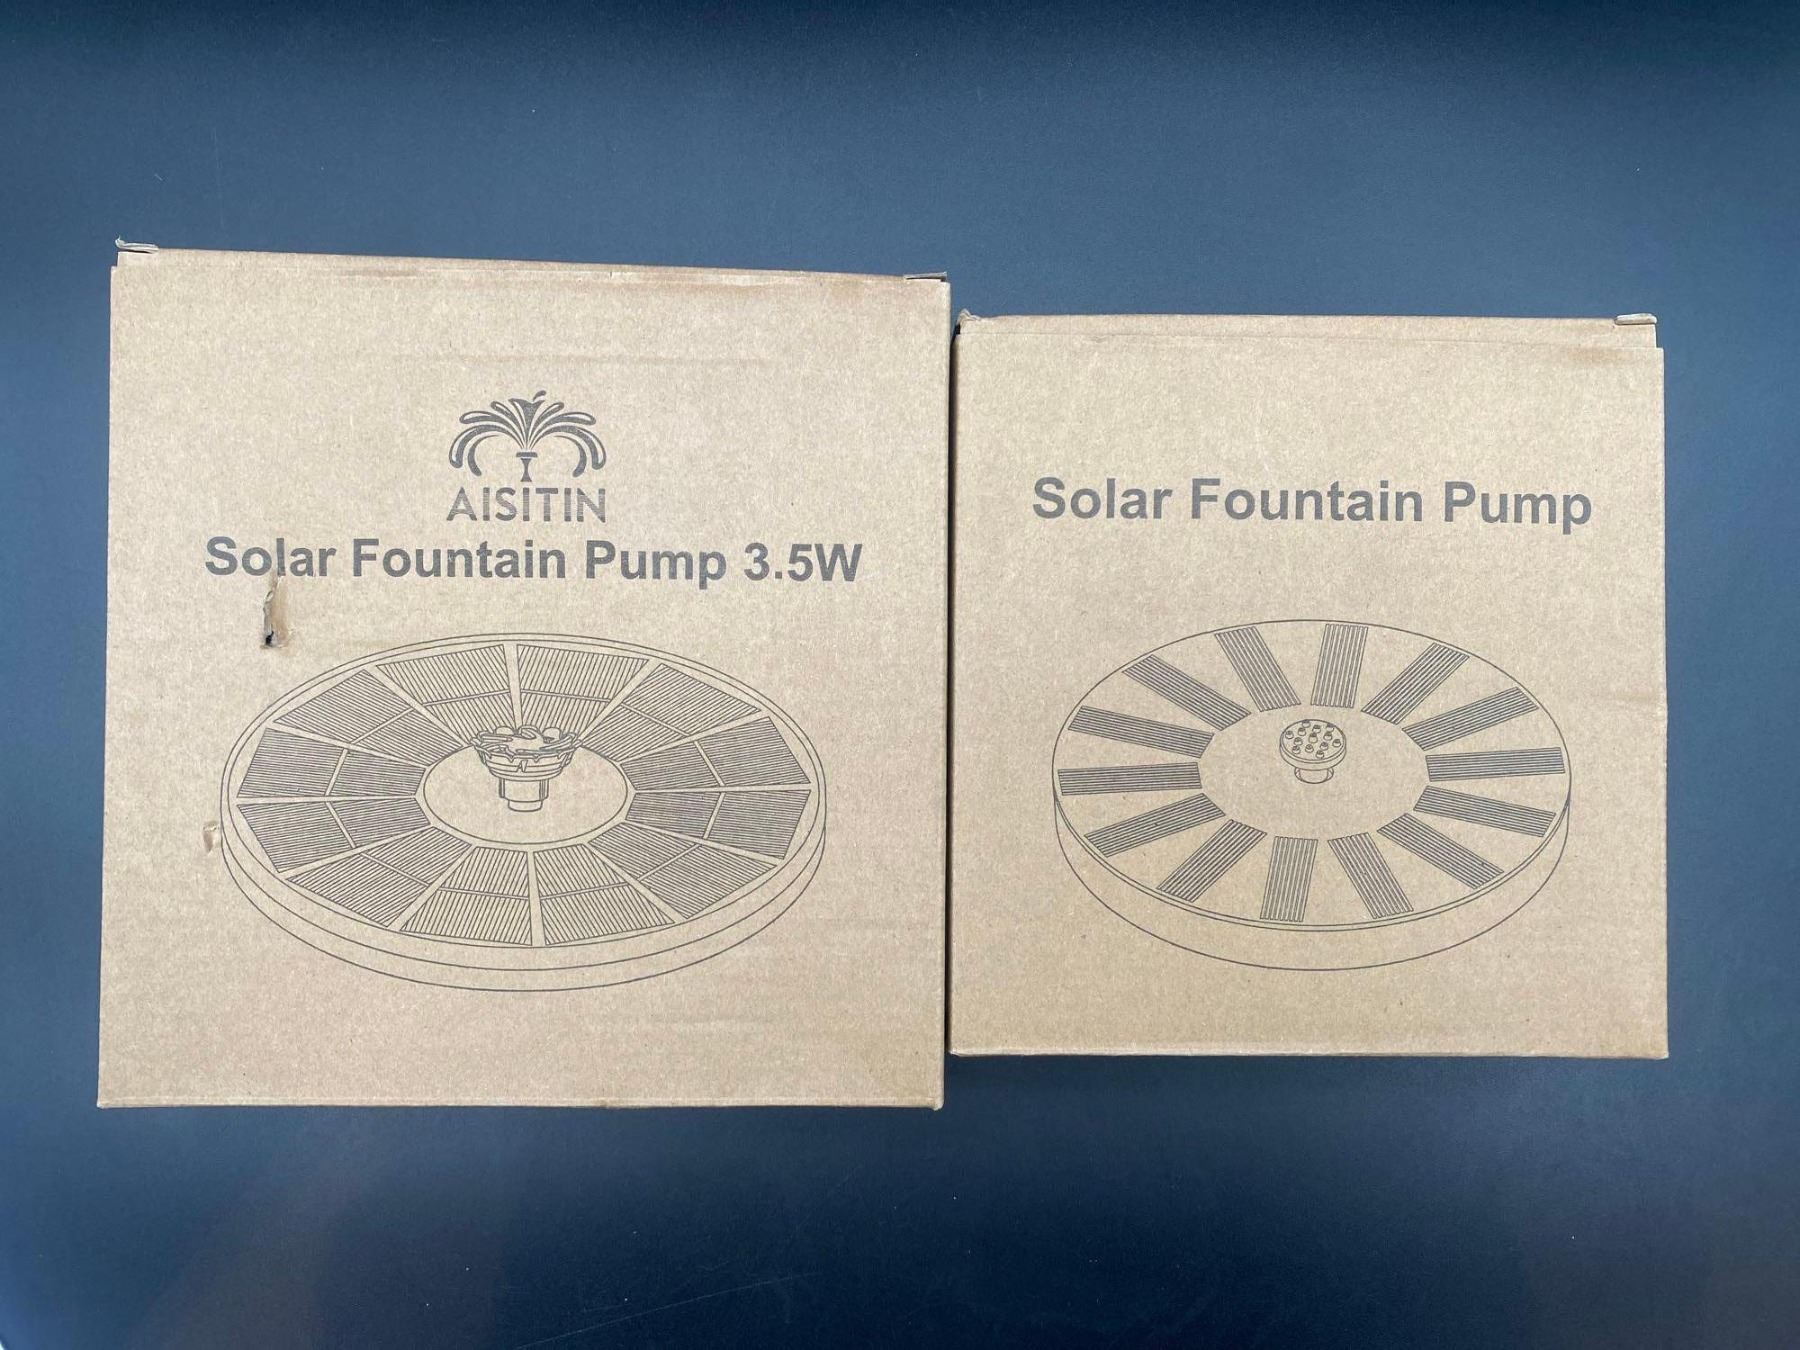 AISITIN
Solar Fountain Pump 3.5W
Solar Fountain Pump